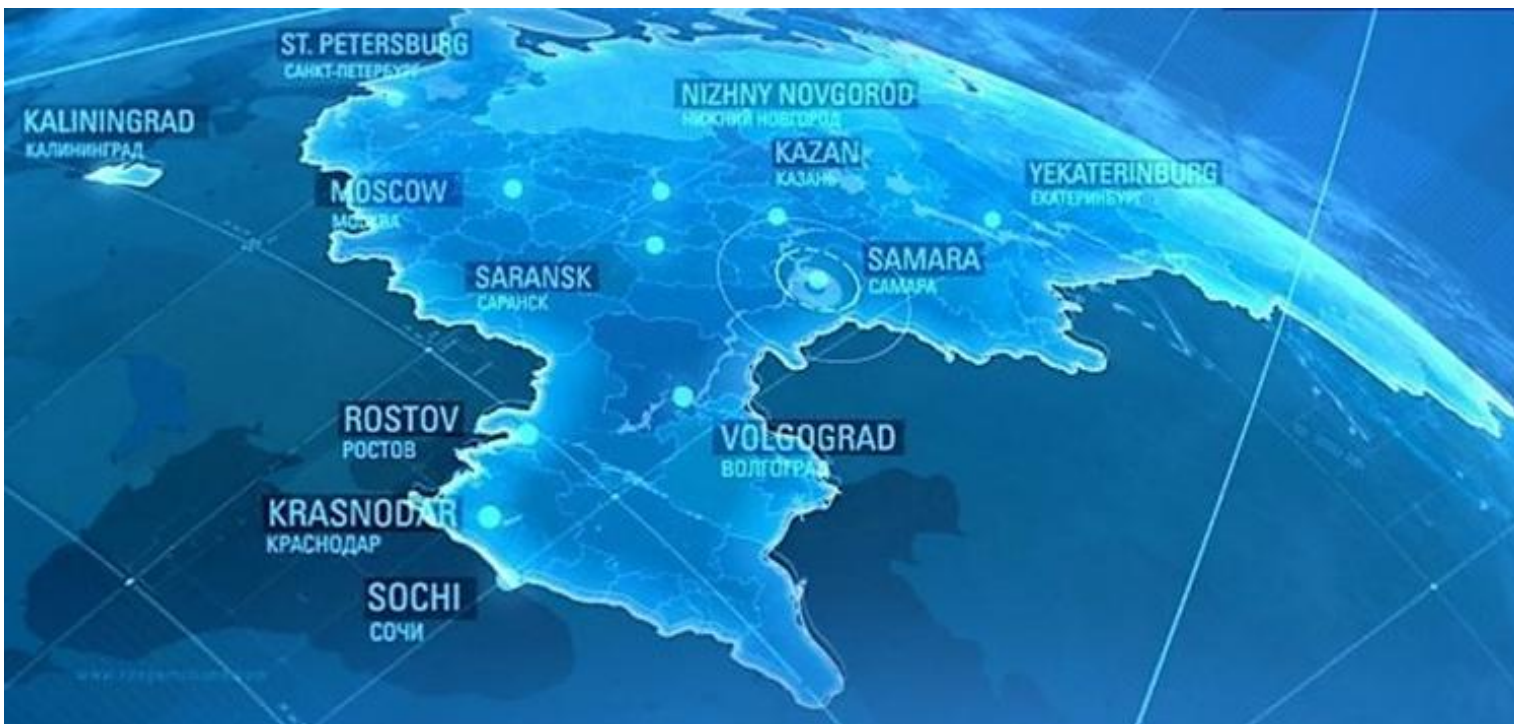 ST. PETERSBURG
САНКТ-ПЕТЕРБУРГ
KALININGRAD
КАЛИНИНГРАД
NIZHNY NOVGOROD
НИЖНИЙ НОВГОРОД
KAZAN
КАЗАНЬ
YEKATERINBURG
ЕКАТЕРИНБУРГ
MOSCOW
МОСКВА
SARANSK
САРАНСК
SAMARA
САМАРА
ROSTOV
РОСТОВ
VOLGOGRAD
ВОЛГОГРАД
KRASNODAR
КРАСНОДАР
SOCHI
СОЧИ